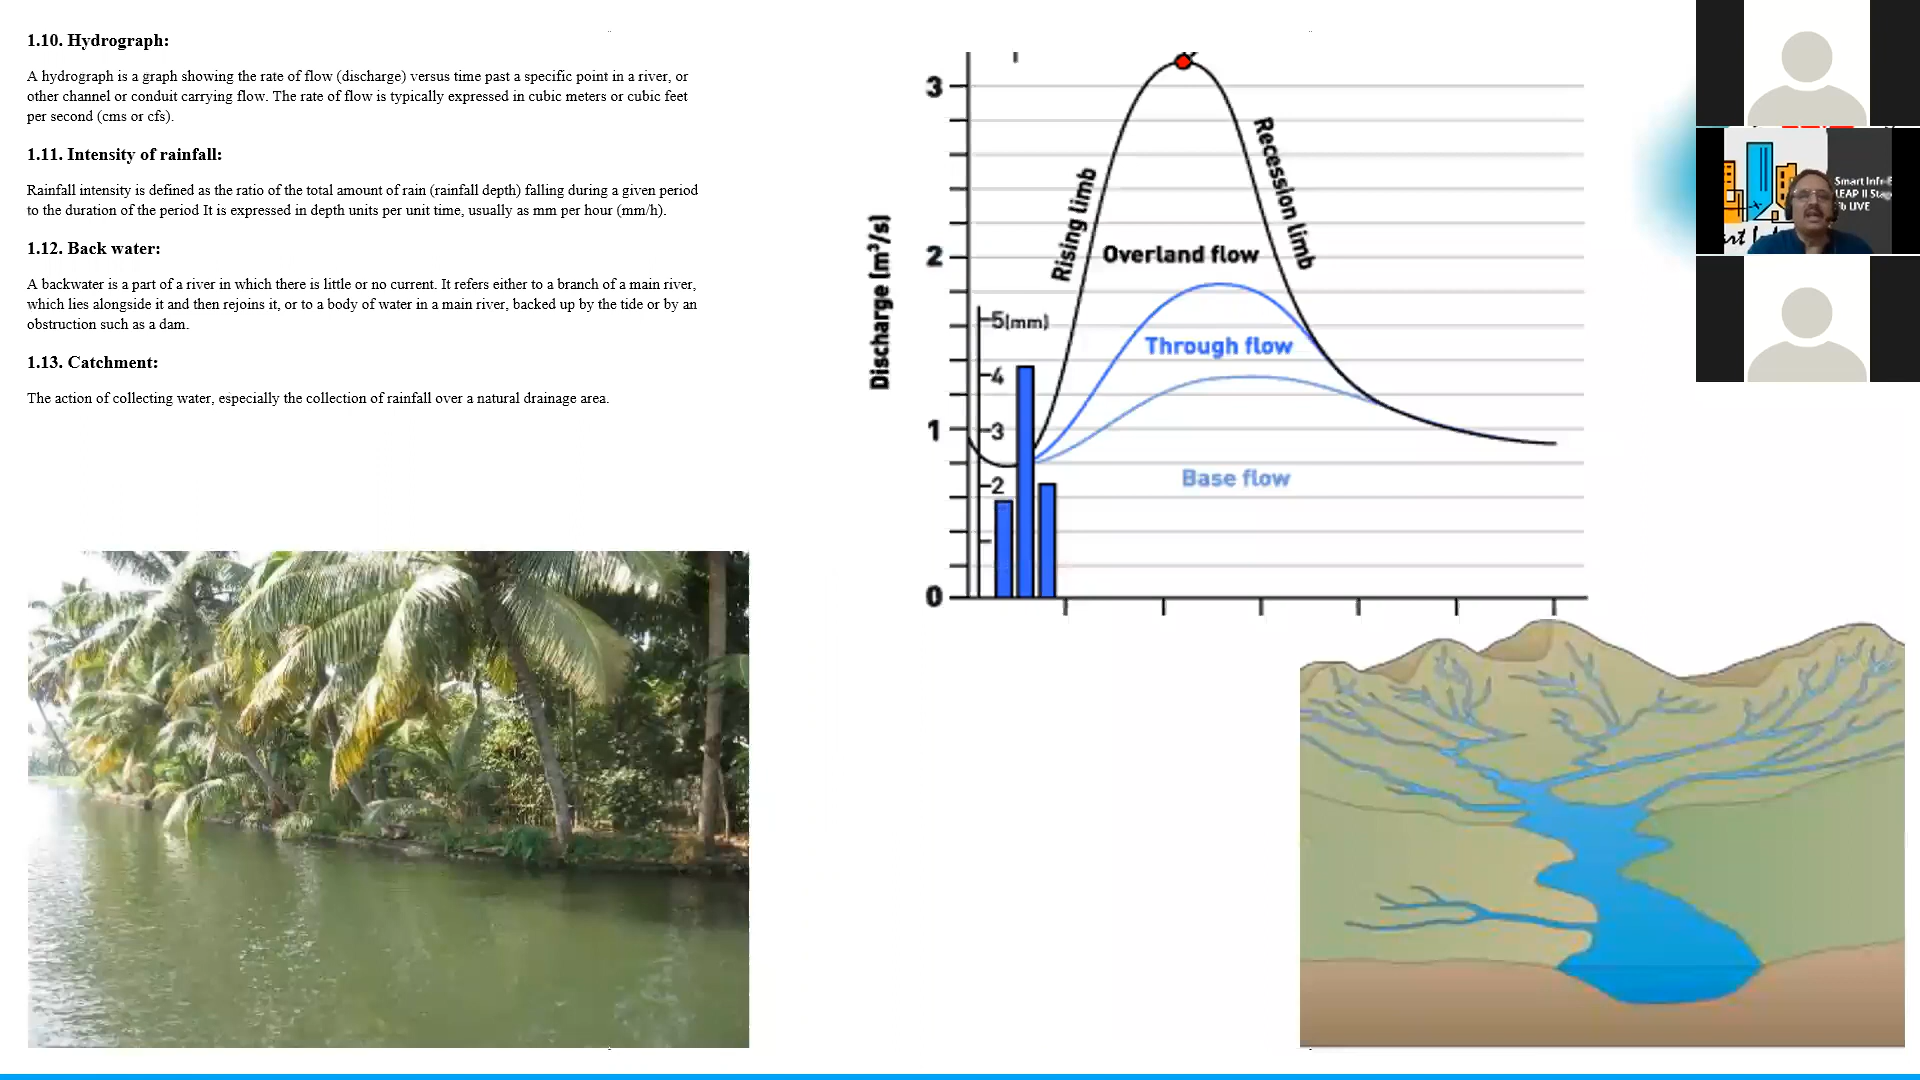 1.10. Hydrograph:
A hydrograph is a graph showing the rate of flow (discharge) versus time past a specific point in a river, or
other channel or conduit carrying flow. The rate of flow is typically expressed in cubic meters or cubic feet
per second (cms or cfs).
1.11. Intensity of rainfall:
Rainfall intensity is defined as the ratio of the total amount of rain (rainfall depth) falling during a given period
to the duration of the period It is expressed in depth units per unit time, usually as mm per hour (mm/h).
1.12. Back water:
A backwater is a part of a river in which there is little or no current. It refers either to a branch of a main river,
which lies alongside it and then rejoins it, or to a body of water in a main river, backed up by the tide or by an
obstruction such as a dam.
1.13. Catchment:
The action of collecting water, especially the collection of rainfall over a natural drainage area.
Discharge (m³/s)
3
2
1
0
5(mm)
4
3
2
Rising limb
Recession limb
Overland flow
Through flow
Base flow
Smart Infr
LEAP II Stag
LIVE